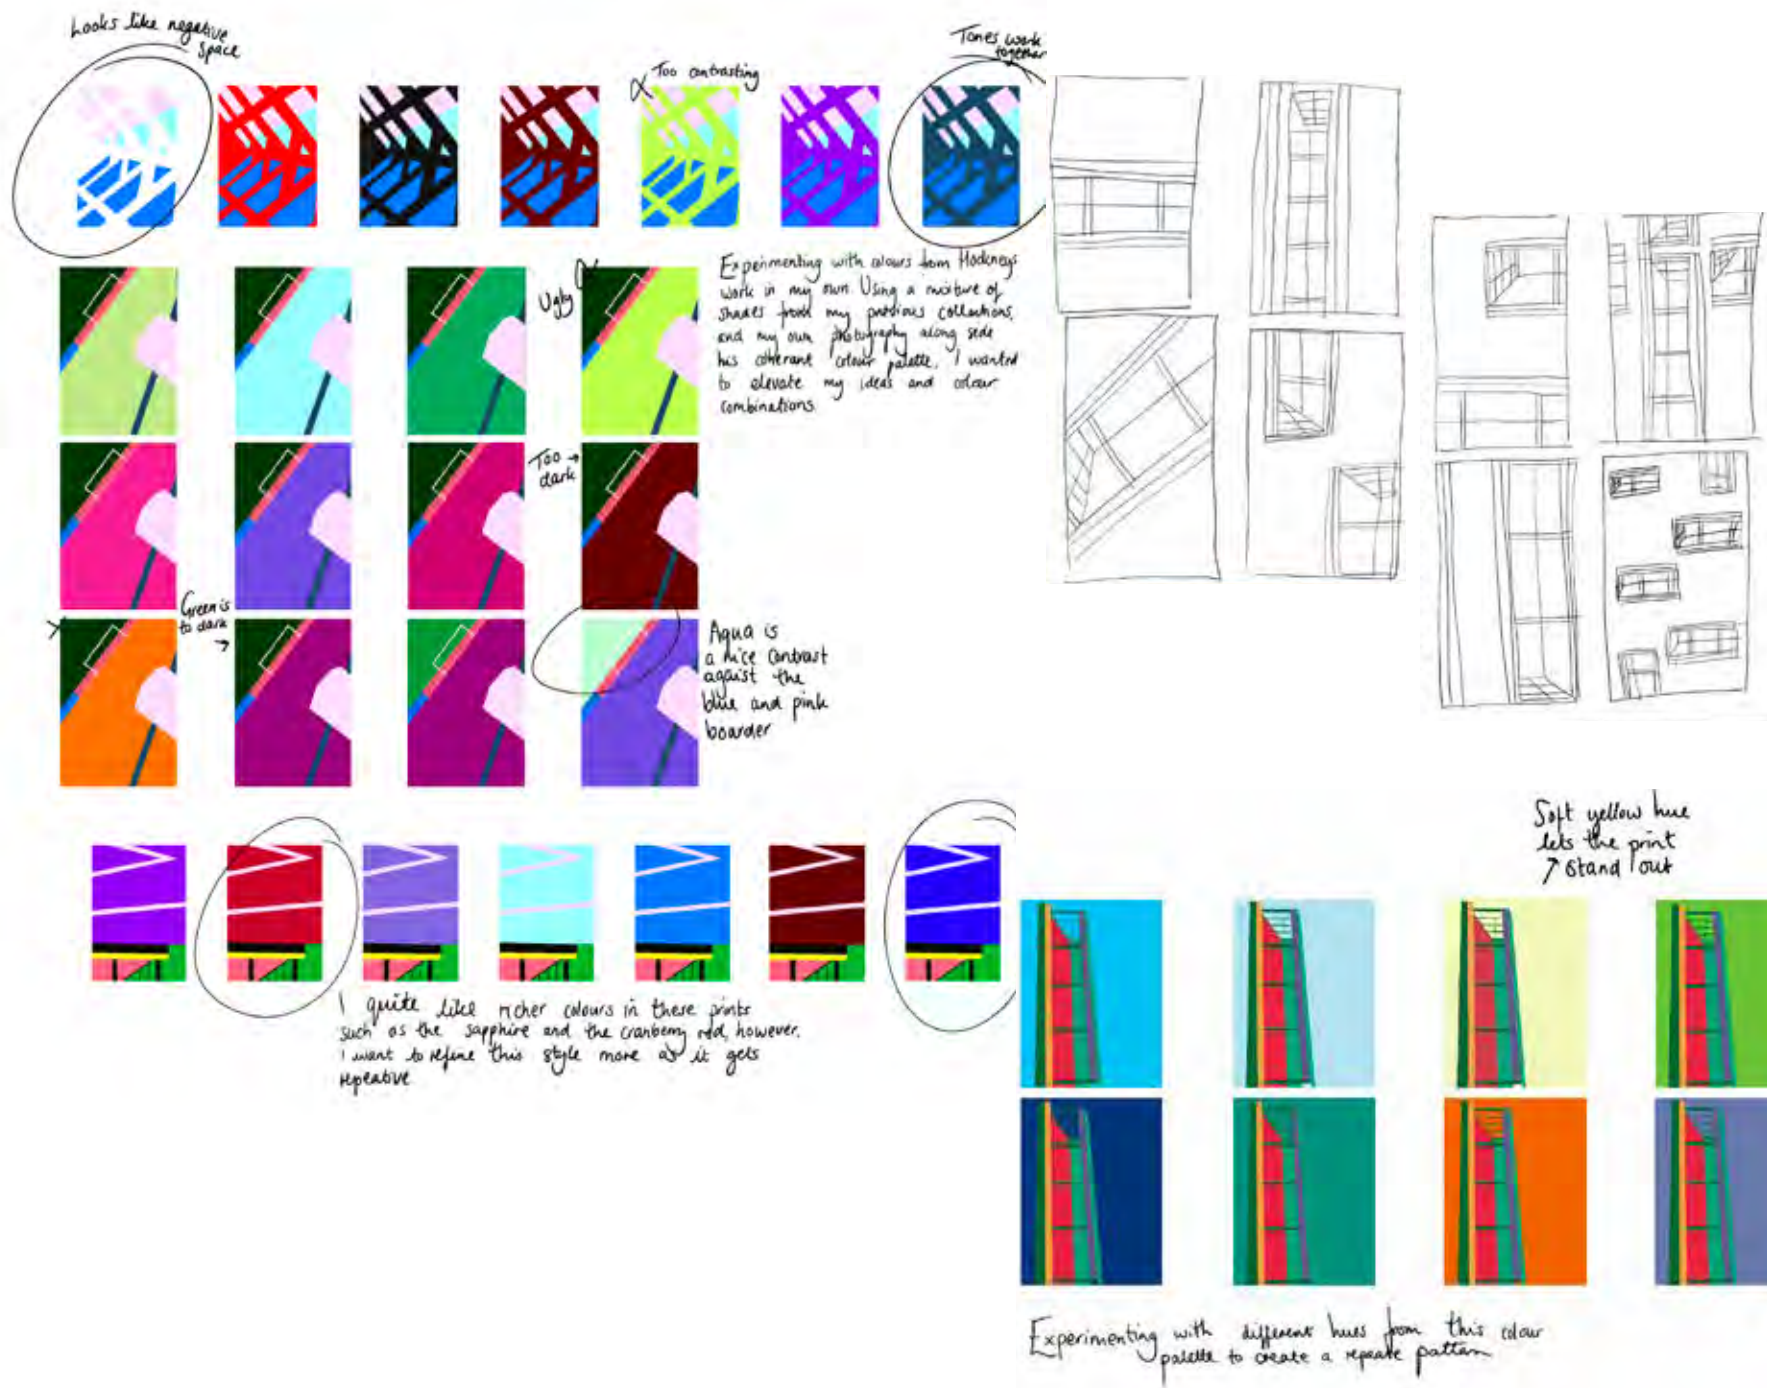 Looks like negative
space
Too contrasting
Tones work
together
Ugly
Experimenting with colours from Hockneys
work in my own. Using a mixture of
shades from my previous collections,
and my own photography along side
his coherant colour palette, I wanted
to elevate my ideas and colour
combinations.
Too
dark
Green is
to dark
Aqua is
a nice contrast
agaist the
blue and pink
boarder
I quite like richer colours in these prints
such as the sapphire and the cranberry red, however,
I want to refine this style more as it gets
repeative
Soft yellow hue
lets the print
stand out
Experimenting with different hues from this colour
palette to create a repeate pattern